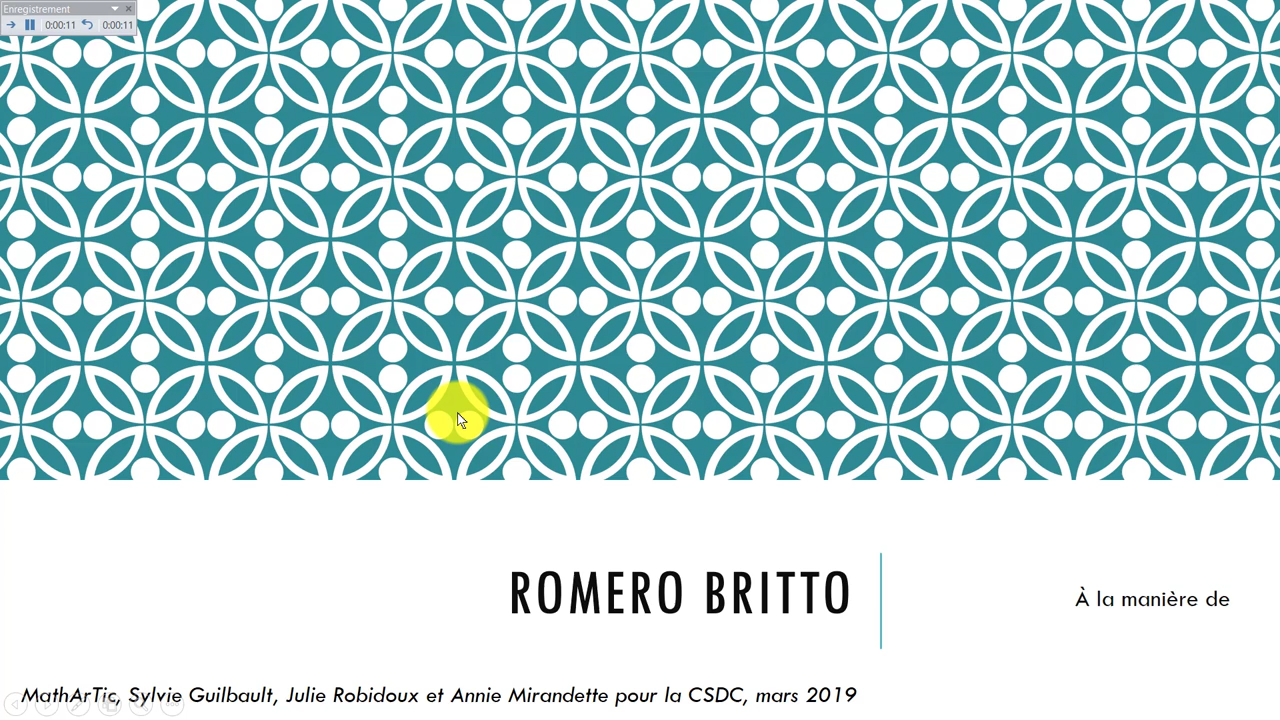 Enregistrement
0:00:11 0:00:11
ROMERO BRITTO
À la manière de
MathArTic, Sylvie Guilbault, Julie Robidoux et Annie Mirandette pour la CSDC, mars 2019